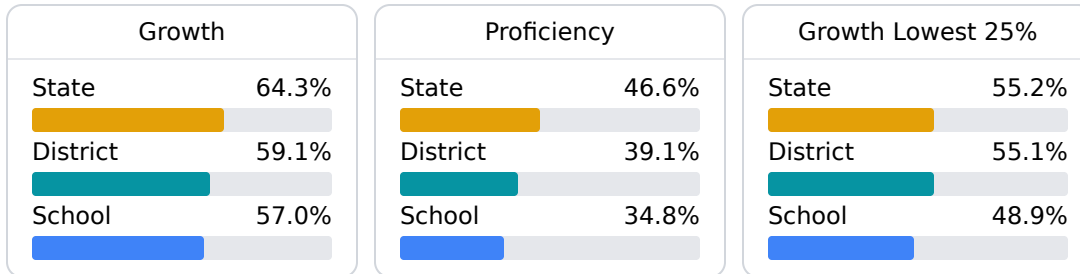 Growth
State 64.3%
District 59.1%
School 57.0%
Proficiency
State 46.6%
District 39.1%
School 34.8%
Growth Lowest 25%
State 55.2%
District 55.1%
School 48.9%